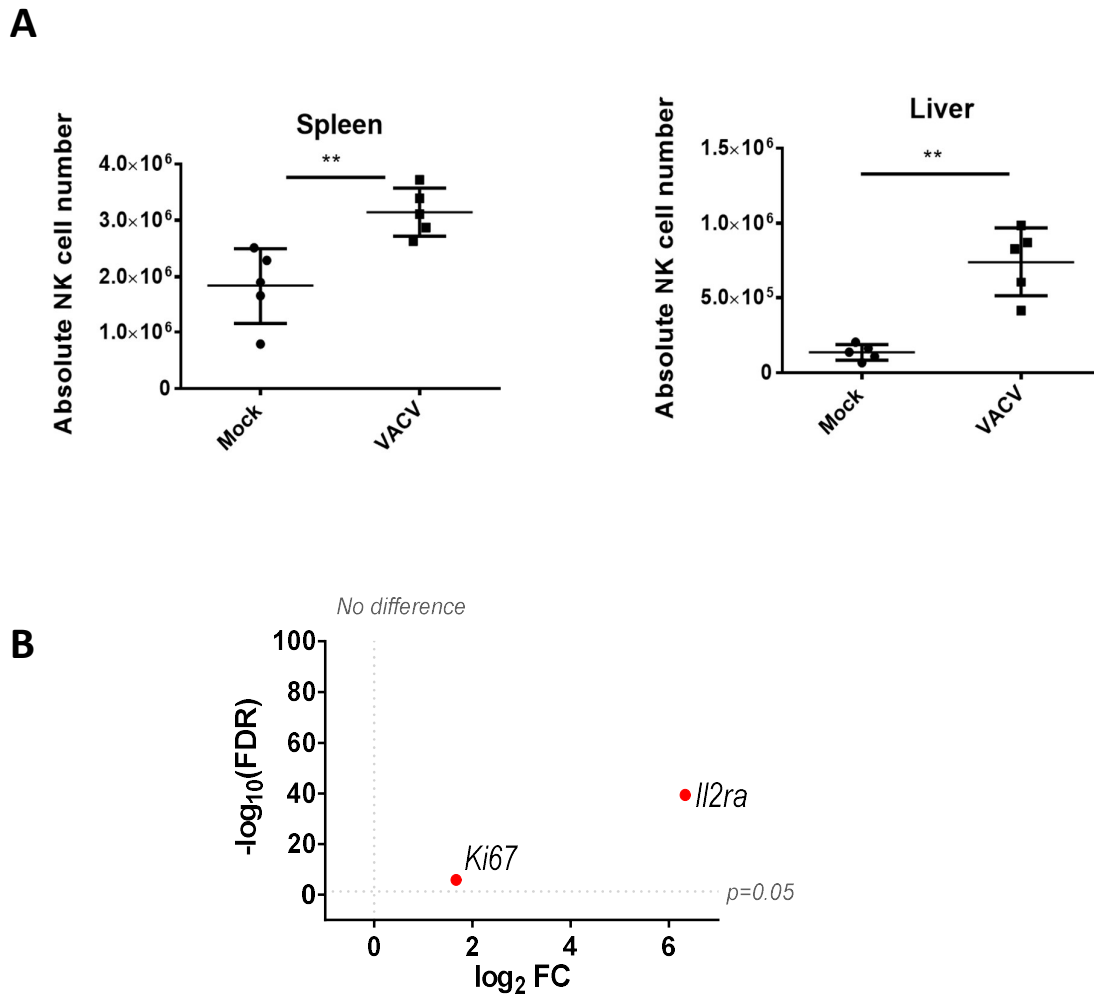 A
Spleen
**
Absolute NK cell number
4.0×10⁶
3.0×10⁶
2.0×10⁶
1.0×10⁶
0
Mock
VACV
Liver
**
Absolute NK cell number
1.5×10⁶
1.0×10⁶
5.0×10⁵
0
Mock
VACV
B
No difference
-log₁₀(FDR)
100
80
60
40
20
0
Il2ra
Ki67
p=0.05
0 2 4 6
log₂ FC